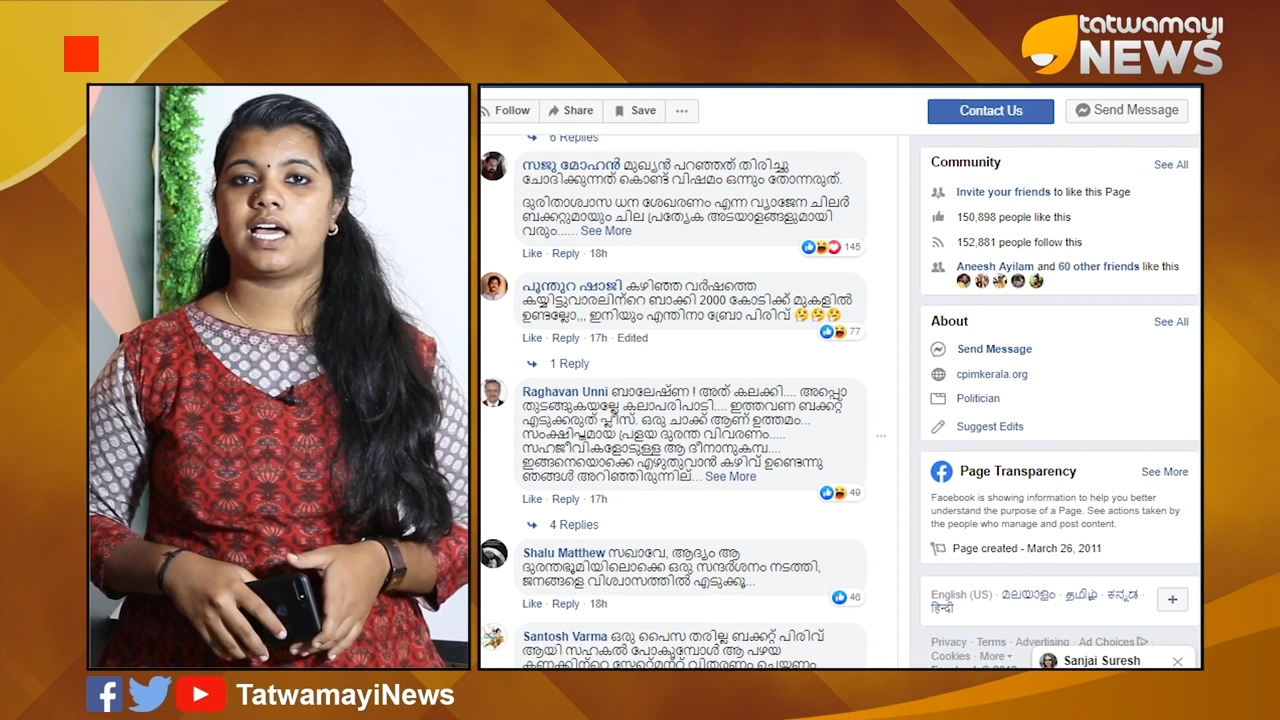 tatwamayi
NEWS
Follow Share Save ...
Contact Us Send Message
6 Replies
സജു മോഹൻ മുഖ്യൻ പറഞ്ഞത് തിരിച്ചു
ചോദിക്കുന്നത് കൊണ്ട് വിഷമം ഒന്നും തോന്നരുത്.
ദുരിതാശ്വാസ ധന ശേഖരണം എന്ന വ്യാജേന ചിലർ
ബക്കറ്റുമായും ചില പ്രത്യേക അടയാളങ്ങളുമായി
വരും...... See More
145
Like · Reply · 18h
പൂന്തുറ ഷാജി കഴിഞ്ഞ വർഷത്തെ
കയ്യിട്ടുവാരലിന്റെ ബാക്കി 2000 കോടിക്ക് മുകളിൽ
ഉണ്ടല്ലോ,,, ഇനിയും എന്തിനാ ബ്രോ പിരിവ് 🤔🤔🤔
77
Like · Reply · 17h · Edited
1 Reply
Raghavan Unni ബാലേഷ്ണ ! അത് കലക്കി.... അപ്പൊ
തുടങ്ങുകയല്ലേ കലാപരിപാടി.... ഇത്തവണ ബക്കറ്റ്
എടുക്കരുത് പ്ലീസ്. ഒരു ചാക്ക് ആണ് ഉത്തമം...
സംക്ഷിപ്തമായ പ്രളയ ദുരന്ത വിവരണം.....
സഹജീവികളോടുള്ള ആ ദീനാനുകമ്പ....
ഇങ്ങനെയൊക്കെ എഴുതുവാൻ കഴിവ് ഉണ്ടെന്നു
ഞങ്ങൾ അറിഞ്ഞിരുന്നില്... See More
49
Like · Reply · 17h
4 Replies
Shalu Matthew സഖാവേ, ആദ്യം ആ
ദുരന്തഭൂമിയിലൊക്കെ ഒരു സന്ദർശനം നടത്തി,
ജനങ്ങളെ വിശ്വാസത്തിൽ എടുക്കൂ...
46
Like · Reply · 18h
Santosh Varma ഒരു പൈസ തരില്ല ബക്കറ്റ് പിരിവ്
ആയി സഹകൽ പോകുമ്പോൾ ആ പഴയ
കണക്കിന്റെ സ്റ്റേറ്റ്മെന്റ് വിതരണം ചെയ്യണം
Community See All
Invite your friends to like this Page
150,898 people like this
152,881 people follow this
Aneesh Ayilam and 60 other friends like this
About See All
Send Message
cpimkerala.org
Politician
Suggest Edits
Page Transparency See More
Facebook is showing information to help you better
understand the purpose of a Page. See actions taken by
the people who manage and post content.
Page created - March 26, 2011
English (US) · മലയാളം · தமிழ் · ಕನ್ನಡ ·
हिन्दी
Privacy · Terms · Advertising · Ad Choices ·
Cookies · More
Sanjai Suresh
TatwamayiNews